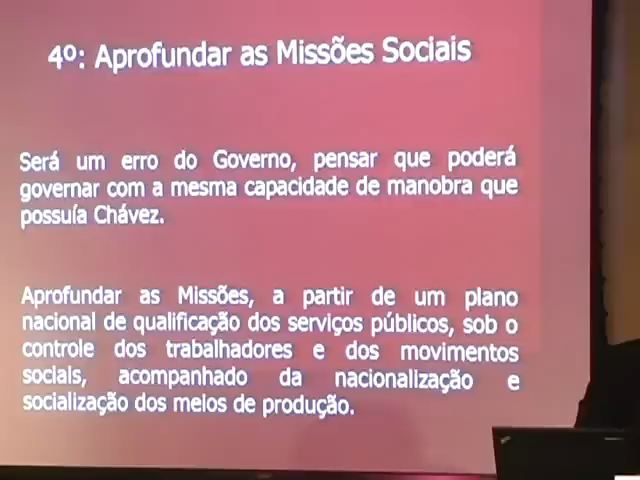 4º: Aprofundar as Missões Sociais
Será um erro do Governo, pensar que poderá
governar com a mesma capacidade de manobra que
possuía Chávez.
Aprofundar as Missões, a partir de um plano
nacional de qualificação dos serviços públicos, sob o
controle dos trabalhadores e dos movimentos
sociais, acompanhado da nacionalização e
socialização dos meios de produção.